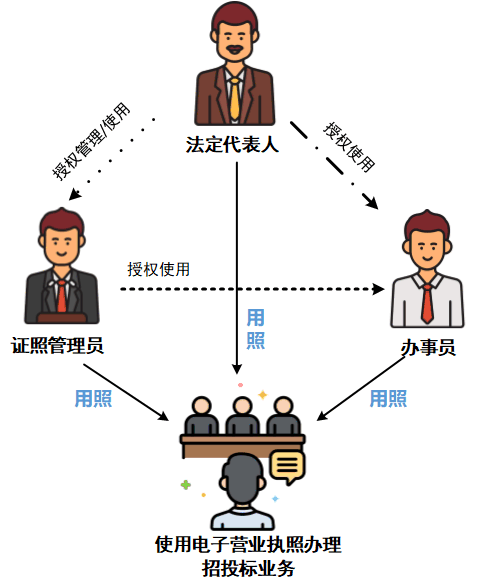 法定代表人
授权管理/使用
授权使用
授权使用
证照管理员
办事员
用
照
用照
用照
使用电子营业执照办理
招投标业务